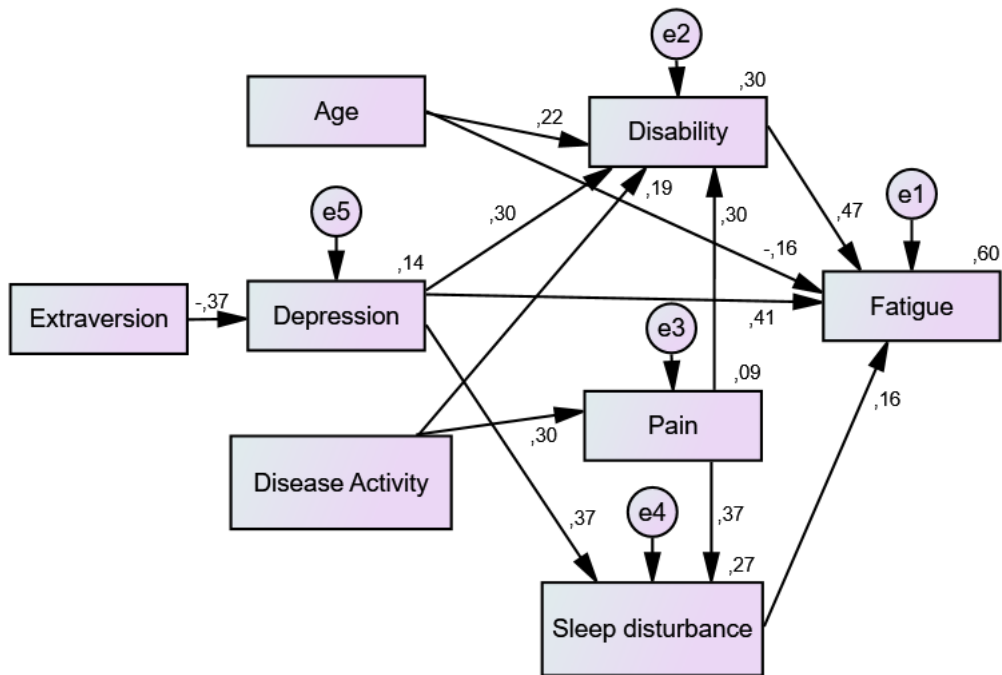 e2
,30
Age
,22
Disability
e5
,19
,30
,30
,47
e1
,14
-,16
,60
Extraversion
-,37
Depression
Fatigue
,41
e3
,09
Pain
,30
,16
Disease Activity
e4
,37
,37
,27
Sleep disturbance